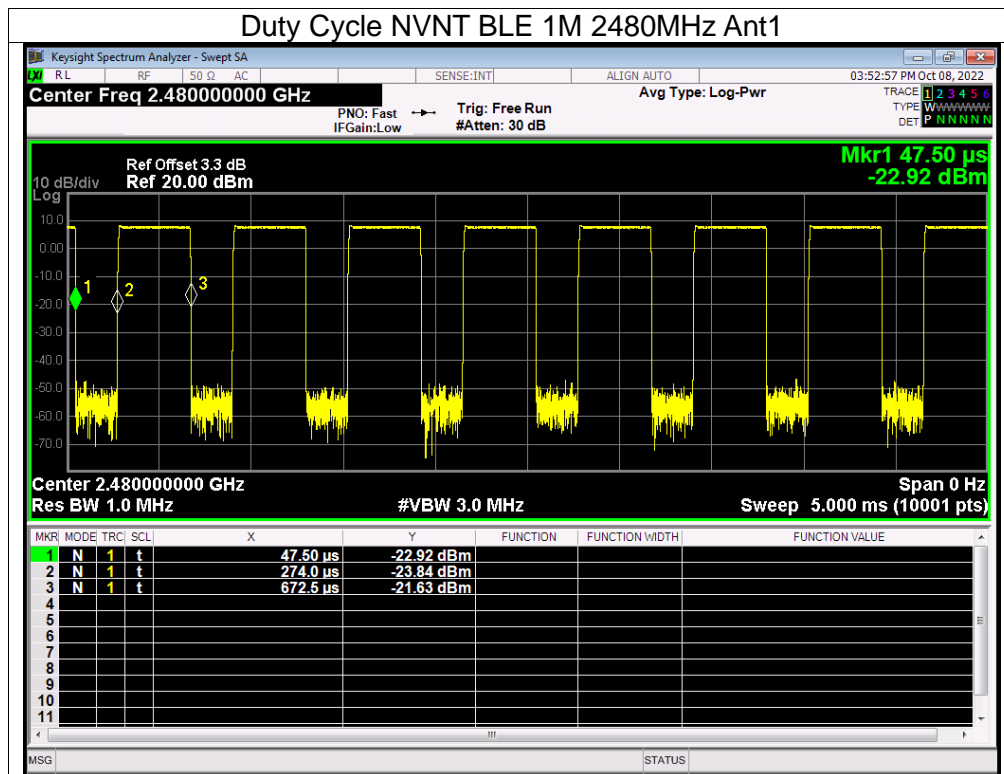 Duty Cycle NVNT BLE 1M 2480MHz Ant1
Keysight Spectrum Analyzer - Swept SA
LXI RL RF 50 Ω AC SENSE:INT ALIGN AUTO 03:52:57 PM Oct 08, 2022
Center Freq 2.480000000 GHz
PNO: Fast
IFGain:Low
Trig: Free Run
#Atten: 30 dB
Avg Type: Log-Pwr
TRACE 1 2 3 4 5 6
TYPE WWWWWW
DET P N N N N N
Ref Offset 3.3 dB
10 dB/div Ref 20.00 dBm
Log
Mkr1 47.50 µs
-22.92 dBm
10.0
0.00
-10.0
-20.0
-30.0
-40.0
-50.0
-60.0
-70.0
1
2
3
Center 2.480000000 GHz Span 0 Hz
Res BW 1.0 MHz #VBW 3.0 MHz Sweep 5.000 ms (10001 pts)
MKR MODE TRC SCL X Y FUNCTION FUNCTION WIDTH FUNCTION VALUE
1 N 1 t 47.50 µs -22.92 dBm
2 N 1 t 274.0 µs -23.84 dBm
3 N 1 t 672.5 µs -21.63 dBm
4
5
6
7
8
9
10
11
MSG STATUS